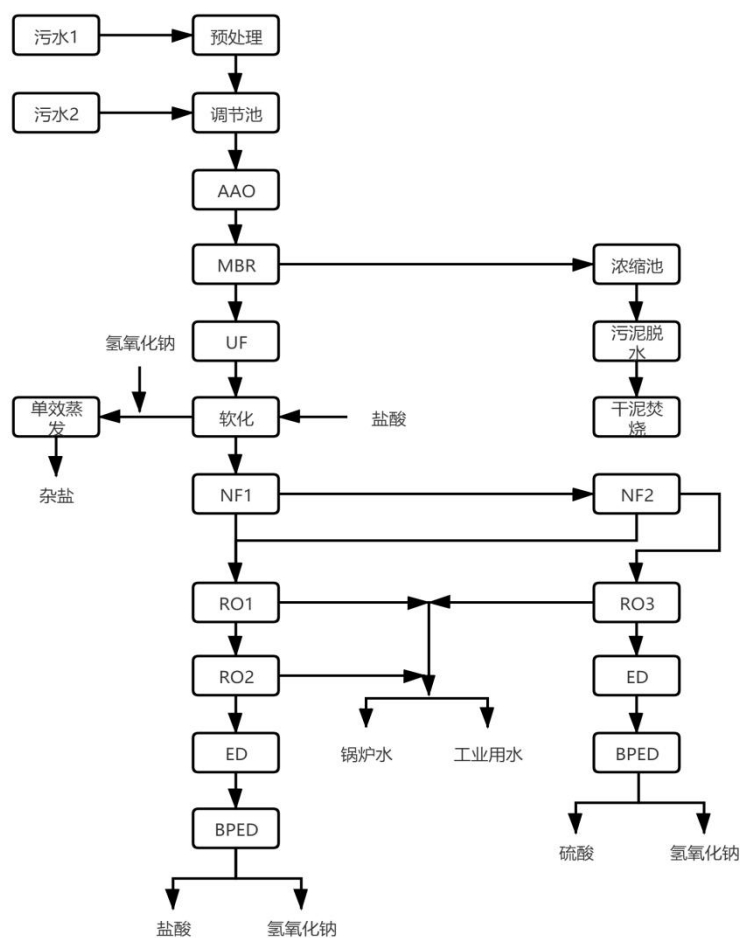 污水1
预处理
污水2
调节池
AAO
MBR
浓缩池
UF
污泥脱
水
氢氧化钠
单效蒸
发
软化
盐酸
干泥焚
烧
杂盐
NF1
NF2
RO1
RO3
RO2
ED
锅炉水
工业用水
ED
BPED
BPED
硫酸
氢氧化钠
盐酸
氢氧化钠